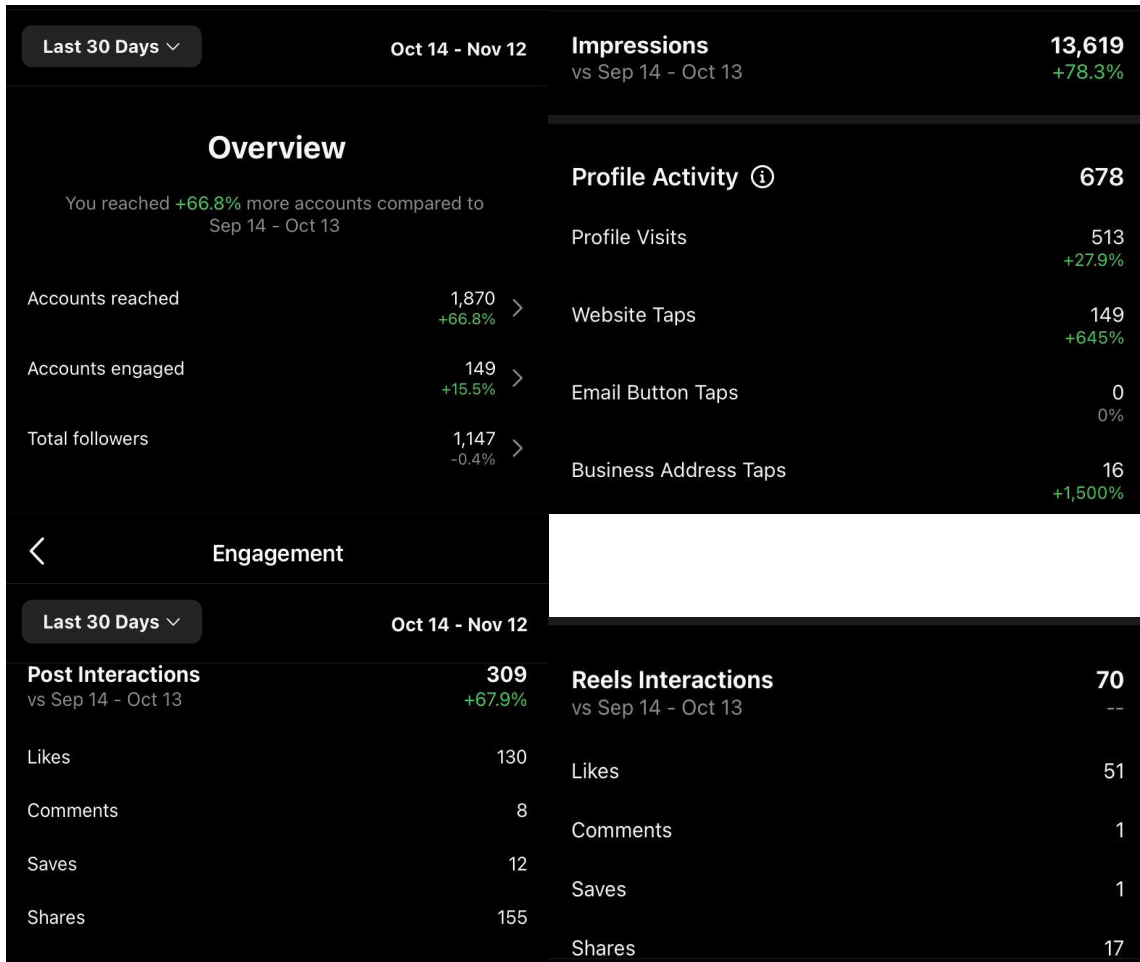 Last 30 Days Oct 14 - Nov 12
Overview
You reached +66.8% more accounts compared to
Sep 14 - Oct 13
Accounts reached 1,870
+66.8%
Accounts engaged 149
+15.5%
Total followers 1,147
-0.4%
Impressions 13,619
vs Sep 14 - Oct 13 +78.3%
Profile Activity 678
Profile Visits 513
+27.9%
Website Taps 149
+645%
Email Button Taps 0
0%
Business Address Taps 16
+1,500%
Engagement
Last 30 Days Oct 14 - Nov 12
Post Interactions 309
vs Sep 14 - Oct 13 +67.9%
Likes 130
Comments 8
Saves 12
Shares 155
Reels Interactions 70
vs Sep 14 - Oct 13 --
Likes 51
Comments 1
Saves 1
Shares 17